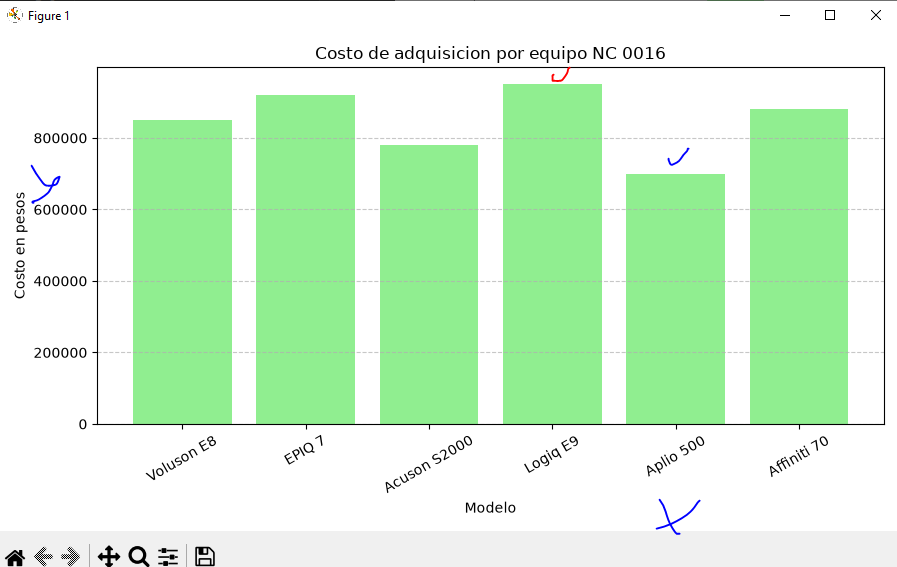 Figure 1
Costo de adquisicion por equipo NC 0016
Costo en pesos
800000
600000
400000
200000
0
Voluson E8
EPIQ 7
Acuson S2000
Logiq E9
Aplio 500
Affiniti 70
Modelo